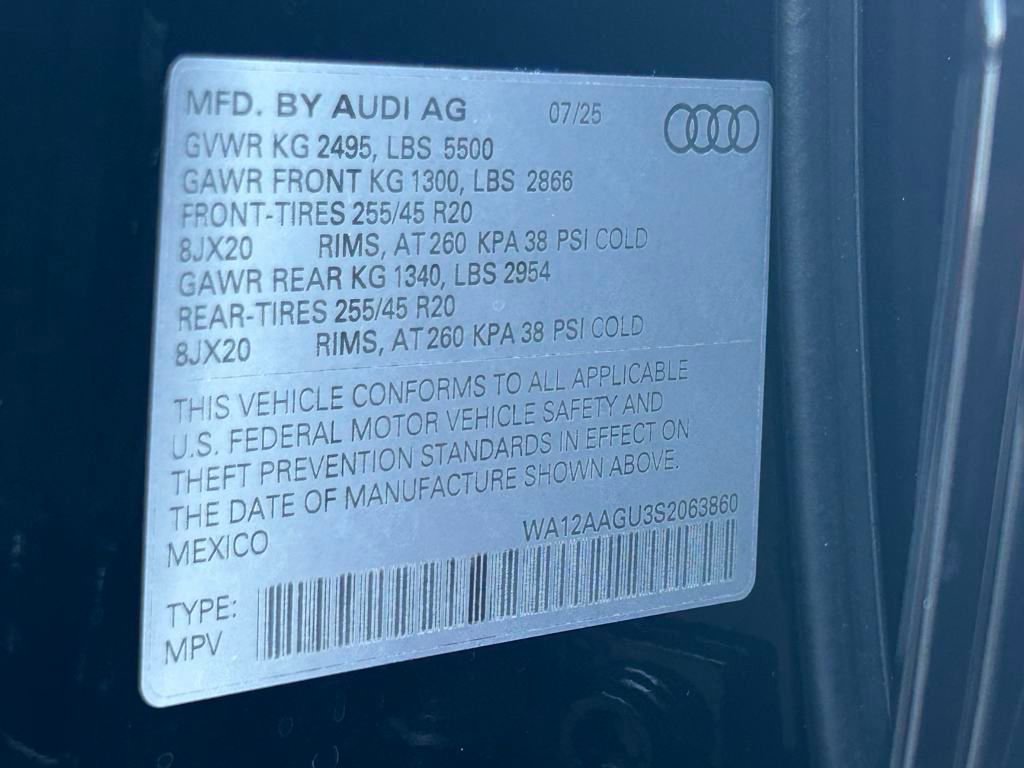 MFD. BY AUDI AG 07/25
GVWR KG 2495, LBS 5500
GAWR FRONT KG 1300, LBS 2866
FRONT-TIRES 255/45 R20
8JX20 RIMS, AT 260 KPA 38 PSI COLD
GAWR REAR KG 1340, LBS 2954
REAR-TIRES 255/45 R20
8JX20 RIMS, AT 260 KPA 38 PSI COLD
THIS VEHICLE CONFORMS TO ALL APPLICABLE
U.S. FEDERAL MOTOR VEHICLE SAFETY AND
THEFT PREVENTION STANDARDS IN EFFECT ON
THE DATE OF MANUFACTURE SHOWN ABOVE.
MEXICO WA12AAGU3S2063860
TYPE:
MPV